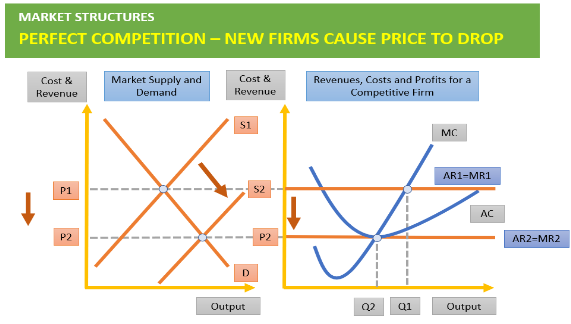 MARKET STRUCTURES
PERFECT COMPETITION – NEW FIRMS CAUSE PRICE TO DROP
Cost &
Revenue
Market Supply and
Demand
Cost &
Revenue
Revenues, Costs and Profits for a
Competitive Firm
S1
MC
AR1=MR1
P1
S2
AC
P2
P2
AR2=MR2
D
Output
Q2
Q1
Output